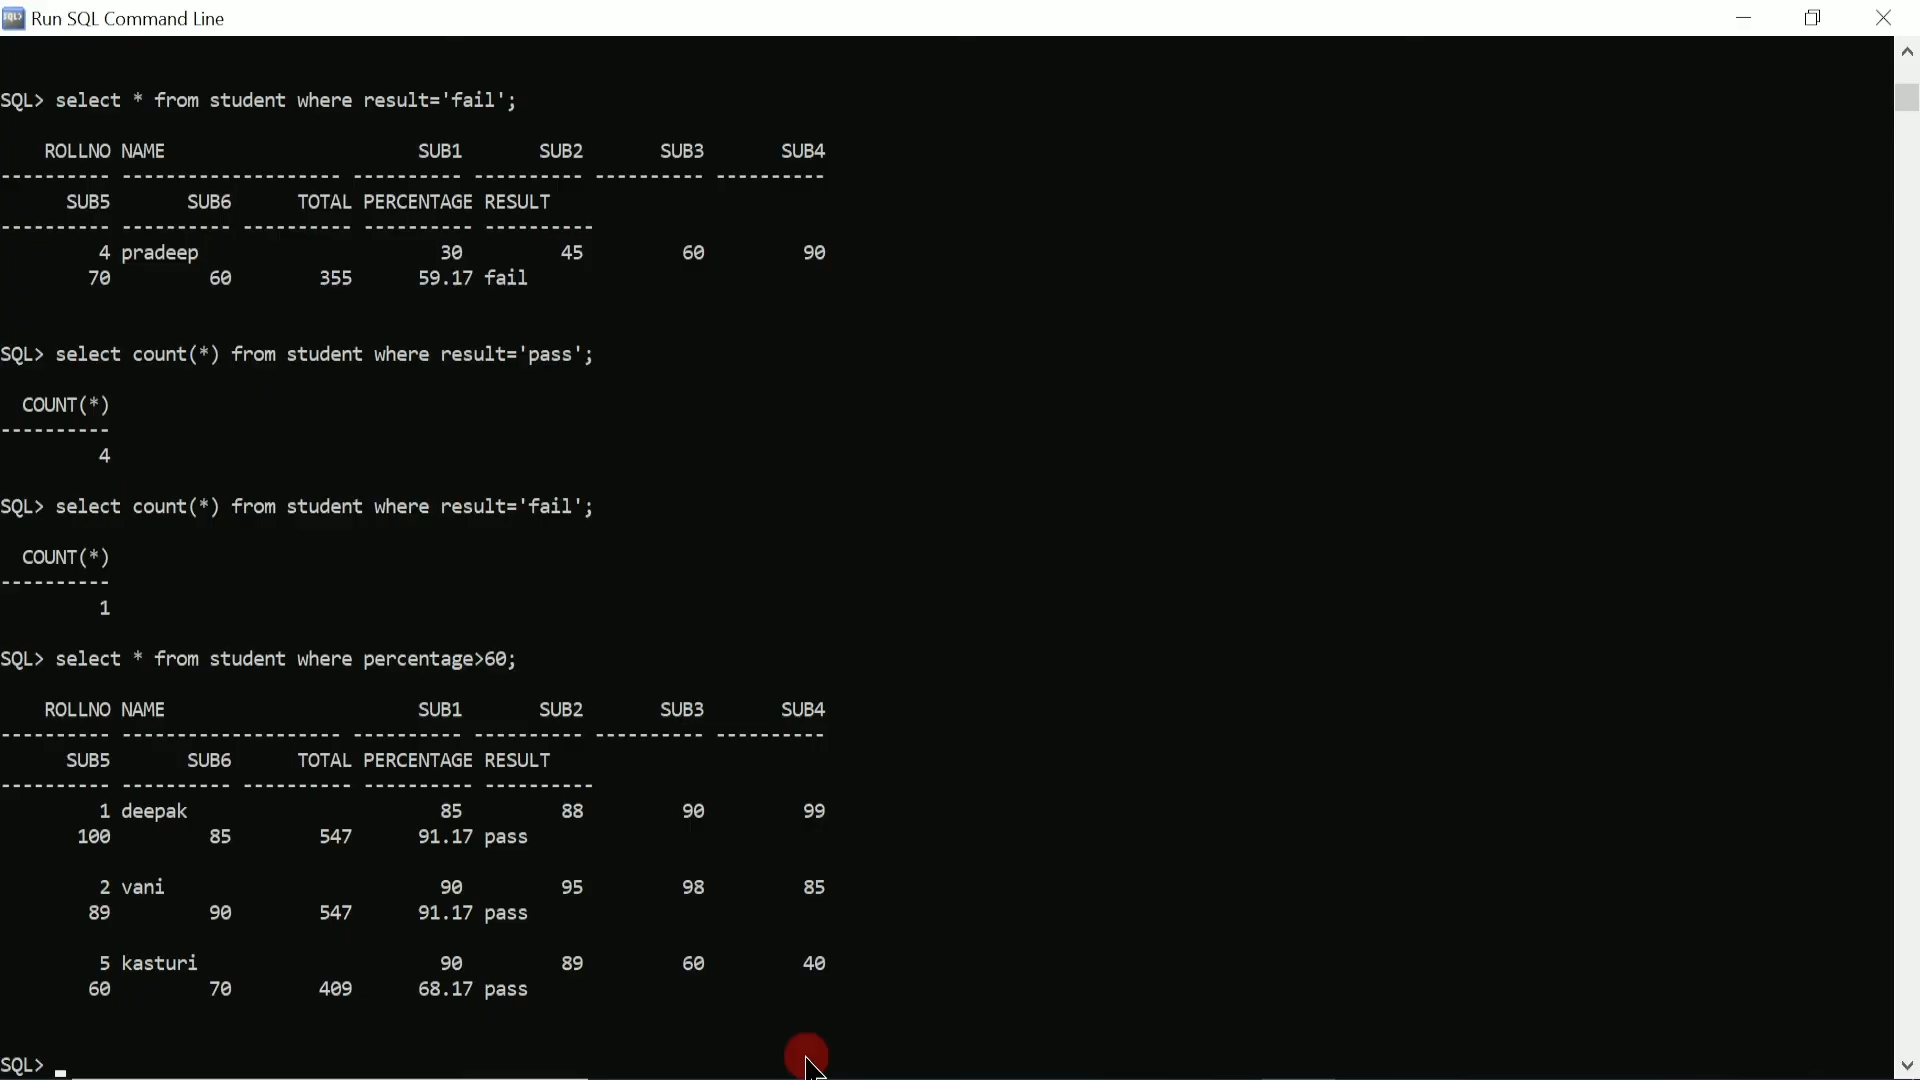 Run SQL Command Line
SQL> select * from student where result='fail';
    ROLLNO NAME                       SUB1       SUB2       SUB3       SUB4
---------- -------------------- ---------- ---------- ---------- ----------
      SUB5       SUB6      TOTAL PERCENTAGE RESULT
---------- ---------- ---------- ---------- ----------
         4 pradeep                      30         45         60         90
        70         60        355      59.17 fail
SQL> select count(*) from student where result='pass';
  COUNT(*)
----------
         4
SQL> select count(*) from student where result='fail';
  COUNT(*)
----------
         1
SQL> select * from student where percentage>60;
    ROLLNO NAME                       SUB1       SUB2       SUB3       SUB4
---------- -------------------- ---------- ---------- ---------- ----------
      SUB5       SUB6      TOTAL PERCENTAGE RESULT
---------- ---------- ---------- ---------- ----------
         1 deepak                       85         88         90         99
       100         85        547      91.17 pass
         2 vani                         90         95         98         85
        89         90        547      91.17 pass
         5 kasturi                      90         89         60         40
        60         70        409      68.17 pass
SQL>